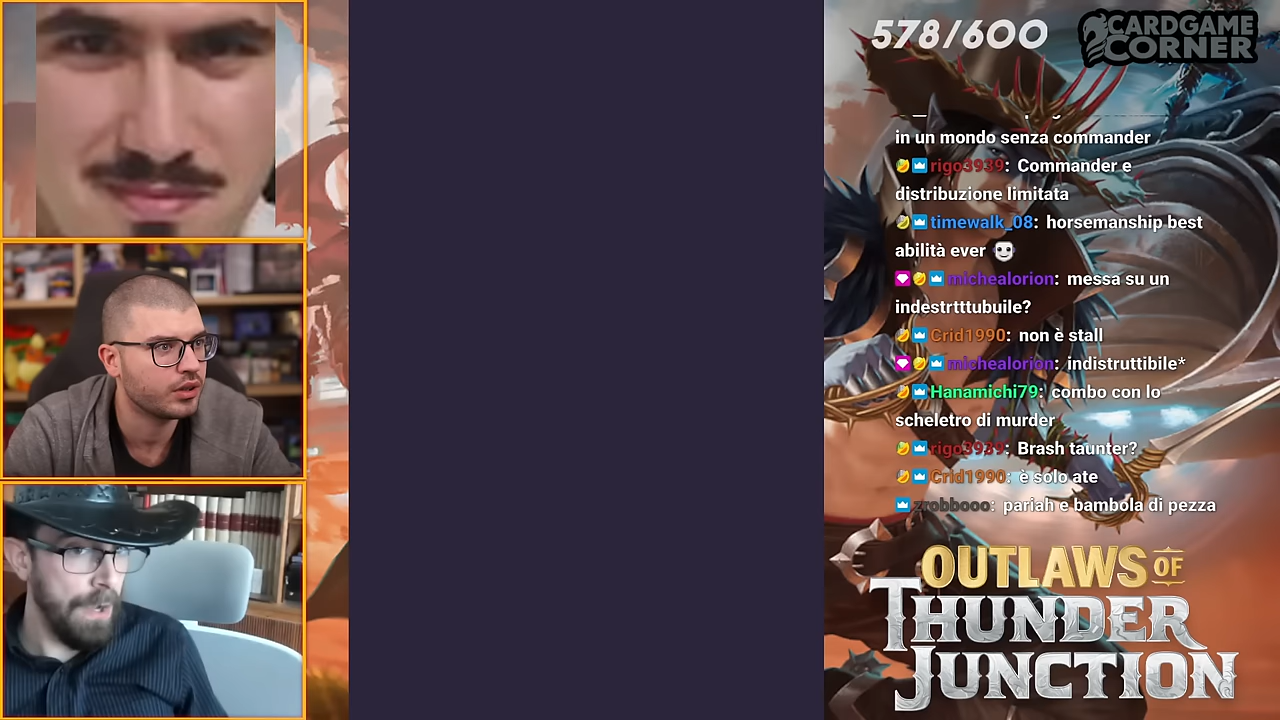 578/600
CARDGAME
CORNER
in un mondo senza commander
rigo3939: Commander e
distribuzione limitata
timewalk_08: horsemanship best
abilità ever
michealorion: messa su un
indestrtttubuile?
Crid1990: non è stall
michealorion: indistruttibile*
Hanamichi79: combo con lo
scheletro di murder
rigo3939: Brash taunter?
Crid1990: è solo ate
zrobbooo: pariah e bambola di pezza
OUTLAWS OF
THUNDER
JUNCTION